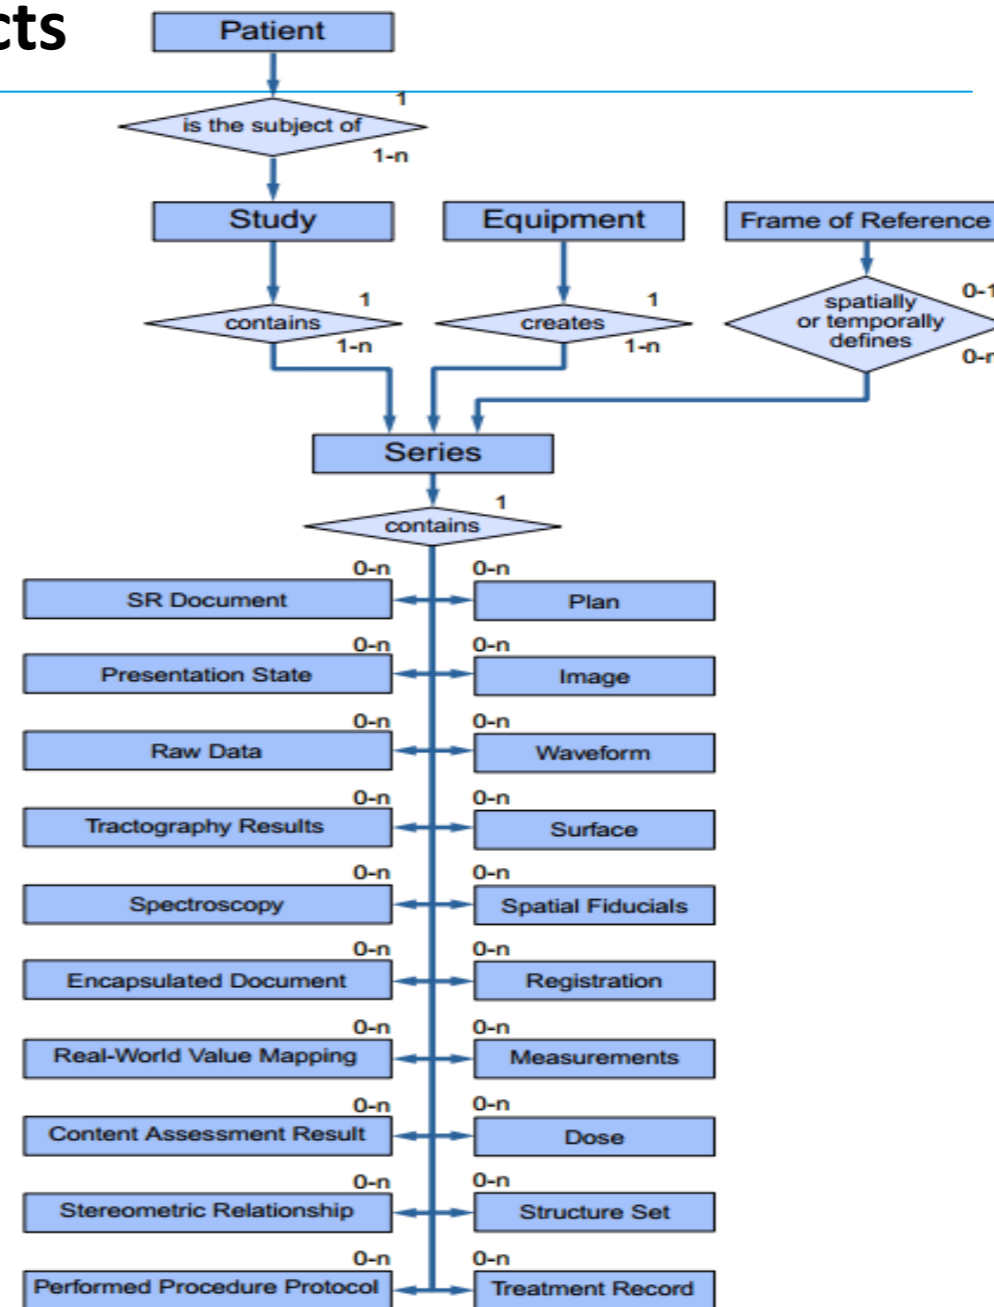 cts
Patient
1
is the subject of
1-n
Study
Equipment
Frame of Reference
1
contains
1-n
1
creates
1-n
0-1
spatially
or temporally
defines
0-n
Series
1
contains
0-n
0-n
SR Document
Plan
0-n
0-n
Presentation State
Image
0-n
0-n
Raw Data
Waveform
0-n
0-n
Tractography Results
Surface
0-n
0-n
Spectroscopy
Spatial Fiducials
0-n
0-n
Encapsulated Document
Registration
0-n
0-n
Real-World Value Mapping
Measurements
0-n
0-n
Content Assessment Result
Dose
0-n
0-n
Stereometric Relationship
Structure Set
0-n
0-n
Performed Procedure Protocol
Treatment Record